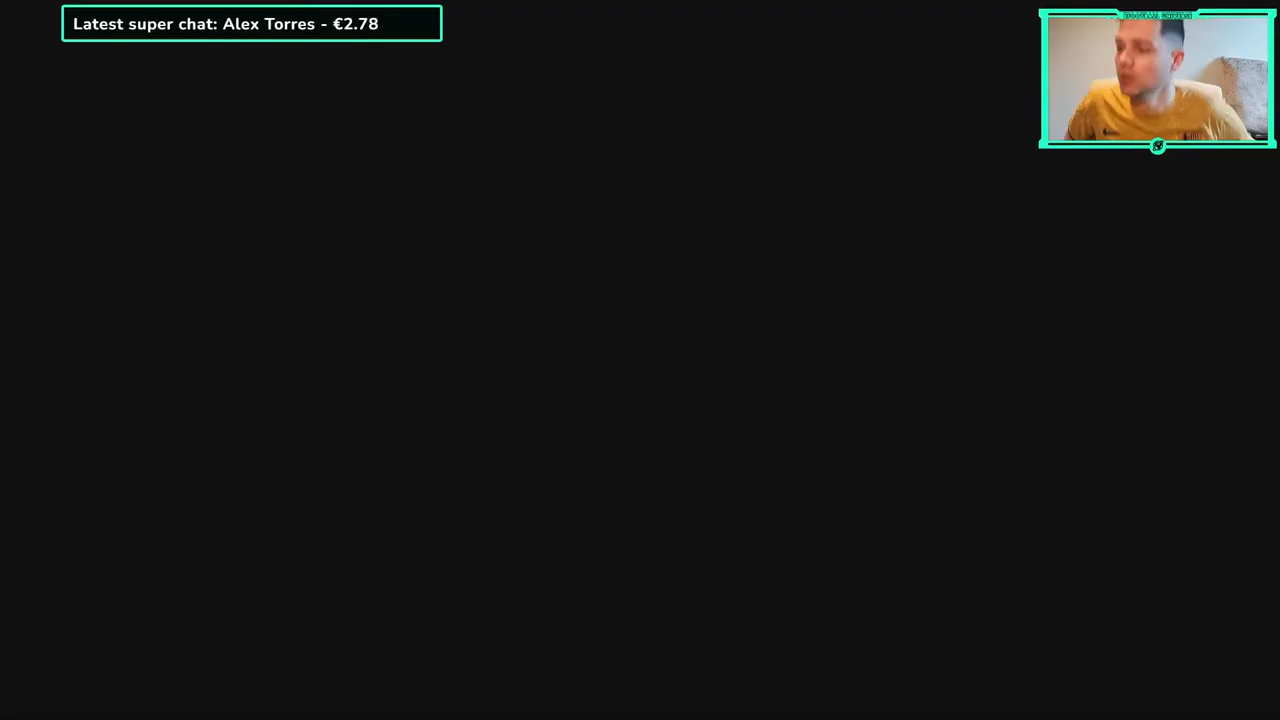 Latest super chat: Alex Torres - €2.78